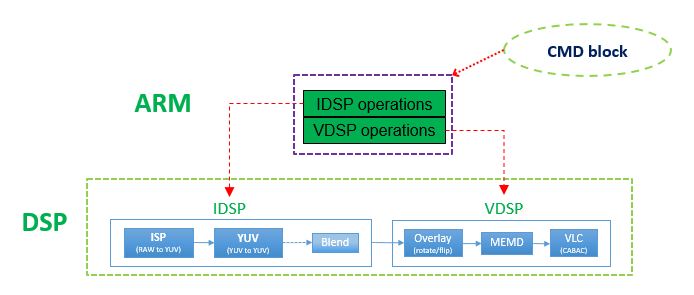 CMD block
ARM
IDSP operations
VDSP operations
DSP
IDSP
VDSP
ISP
(RAW to YUV)
YUV
(YUV to YUV)
Blend
Overlay
(rotate/flip)
MEMD
VLC
(CABAC)